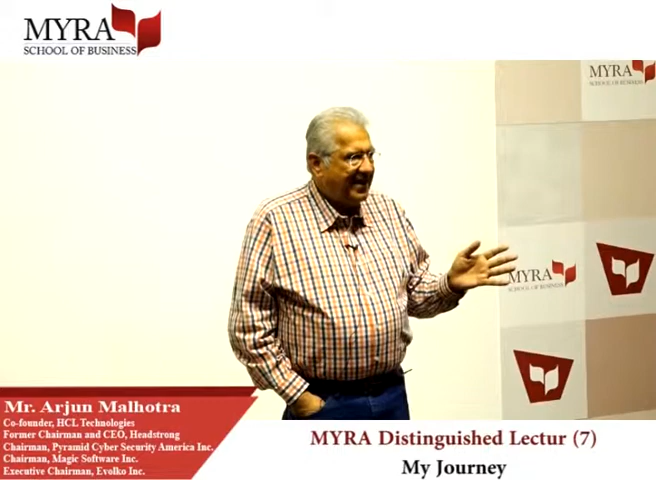 MYRA
SCHOOL OF BUSINESS
MYRA
SCHOOL OF BUSINESS
MYRA
SCHOOL OF BUSINESS
Mr. Arjun Malhotra
Co-founder, HCL Technologies
Former Chairman and CEO, Headstrong
Chairman, Pyramid Cyber Security America Inc.
Chairman, Magic Software Inc.
Executive Chairman, Evolko Inc.
MYRA Distinguished Lectur (7)
My Journey